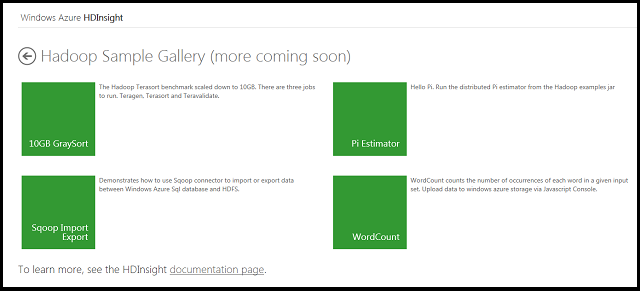 Windows Azure HDInsight
Hadoop Sample Gallery (more coming soon)
The Hadoop Terasort benchmark scaled down to 10GB. There are three jobs
to run. Teragen, Terasort and Teravalidate.
10GB GraySort
Hello Pi. Run the distributed Pi estimator from the Hadoop examples jar
Pi Estimator
Demonstrates how to use Sqoop connector to import or export data
between Windows Azure Sql database and HDFS.
Sqoop Import
Export
WordCount counts the number of occurrences of each word in a given input
set. Upload data to windows azure storage via Javascript Console.
WordCount
To learn more, see the HDInsight documentation page.